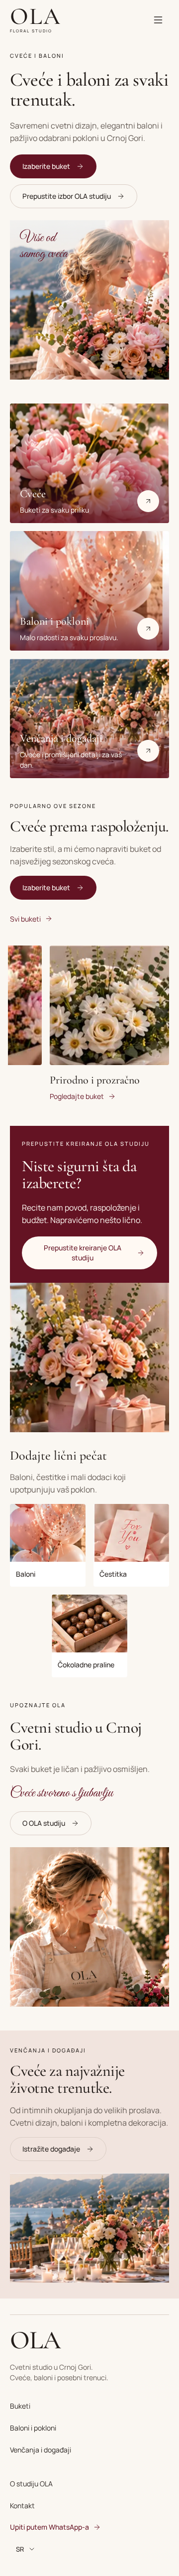 OLA
FLORAL STUDIO
CVEĆE I BALONI
Cveće i baloni za svaki
trenutak.
Savremeni cvetni dizajn, elegantni baloni i
pažljivo odabrani pokloni u Crnoj Gori.
Izaberite buket
Prepustite izbor OLA studiju
Više od
samog cveća
Cveće
Buketi za svaku priliku.
Baloni i pokloni
Malo radosti za svaku proslavu.
Venčanja i događaji
Cveće i promišljeni detalji za vaš
dan.
POPULARNO OVE SEZONE
Cveće prema raspoloženju.
Izaberite stil, a mi ćemo napraviti buket od
najsvežijeg sezonskog cveća.
Izaberite buket
Svi buketi
Prirodno i prozračno
Pogledajte buket
PREPUSTITE KREIRANJE OLA STUDIJU
Niste sigurni šta da
izaberete?
Recite nam povod, raspoloženje i
budžet. Napravićemo nešto lično.
Prepustite kreiranje OLA
studiju
Dodajte lični pečat
Baloni, čestitke i mali dodaci koji
upotpunjuju vaš poklon.
For
You
Baloni
Čestitka
Čokoladne praline
UPOZNAJTE OLA
Cvetni studio u Crnoj
Gori.
Svaki buket je ličan i pažljivo osmišljen.
Cveće stvoreno s ljubavlju
O OLA studiju
OLA
VENČANJA I DOGAĐAJI
Cveće za najvažnije
životne trenutke.
Od intimnih okupljanja do velikih proslava.
Cvetni dizajn, baloni i kompletna dekoracija.
Istražite događaje
OLA
Cvetni studio u Crnoj Gori.
Cveće, baloni i posebni trenuci.
Buketi
Baloni i pokloni
Venčanja i događaji
O studiju OLA
Kontakt
Upiti putem WhatsApp-a
SR